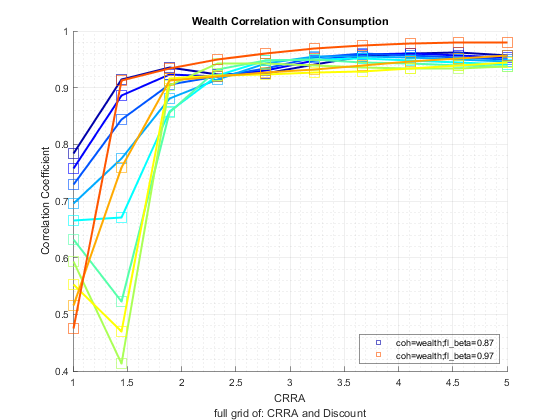 Wealth Correlation with Consumption
1
0.9
0.8
0.7
0.6
0.5
0.4
Correlation Coefficient
coh=wealth;fl_beta=0.87
coh=wealth;fl_beta=0.97
1 1.5 2 2.5 3 3.5 4 4.5 5
CRRA
full grid of: CRRA and Discount